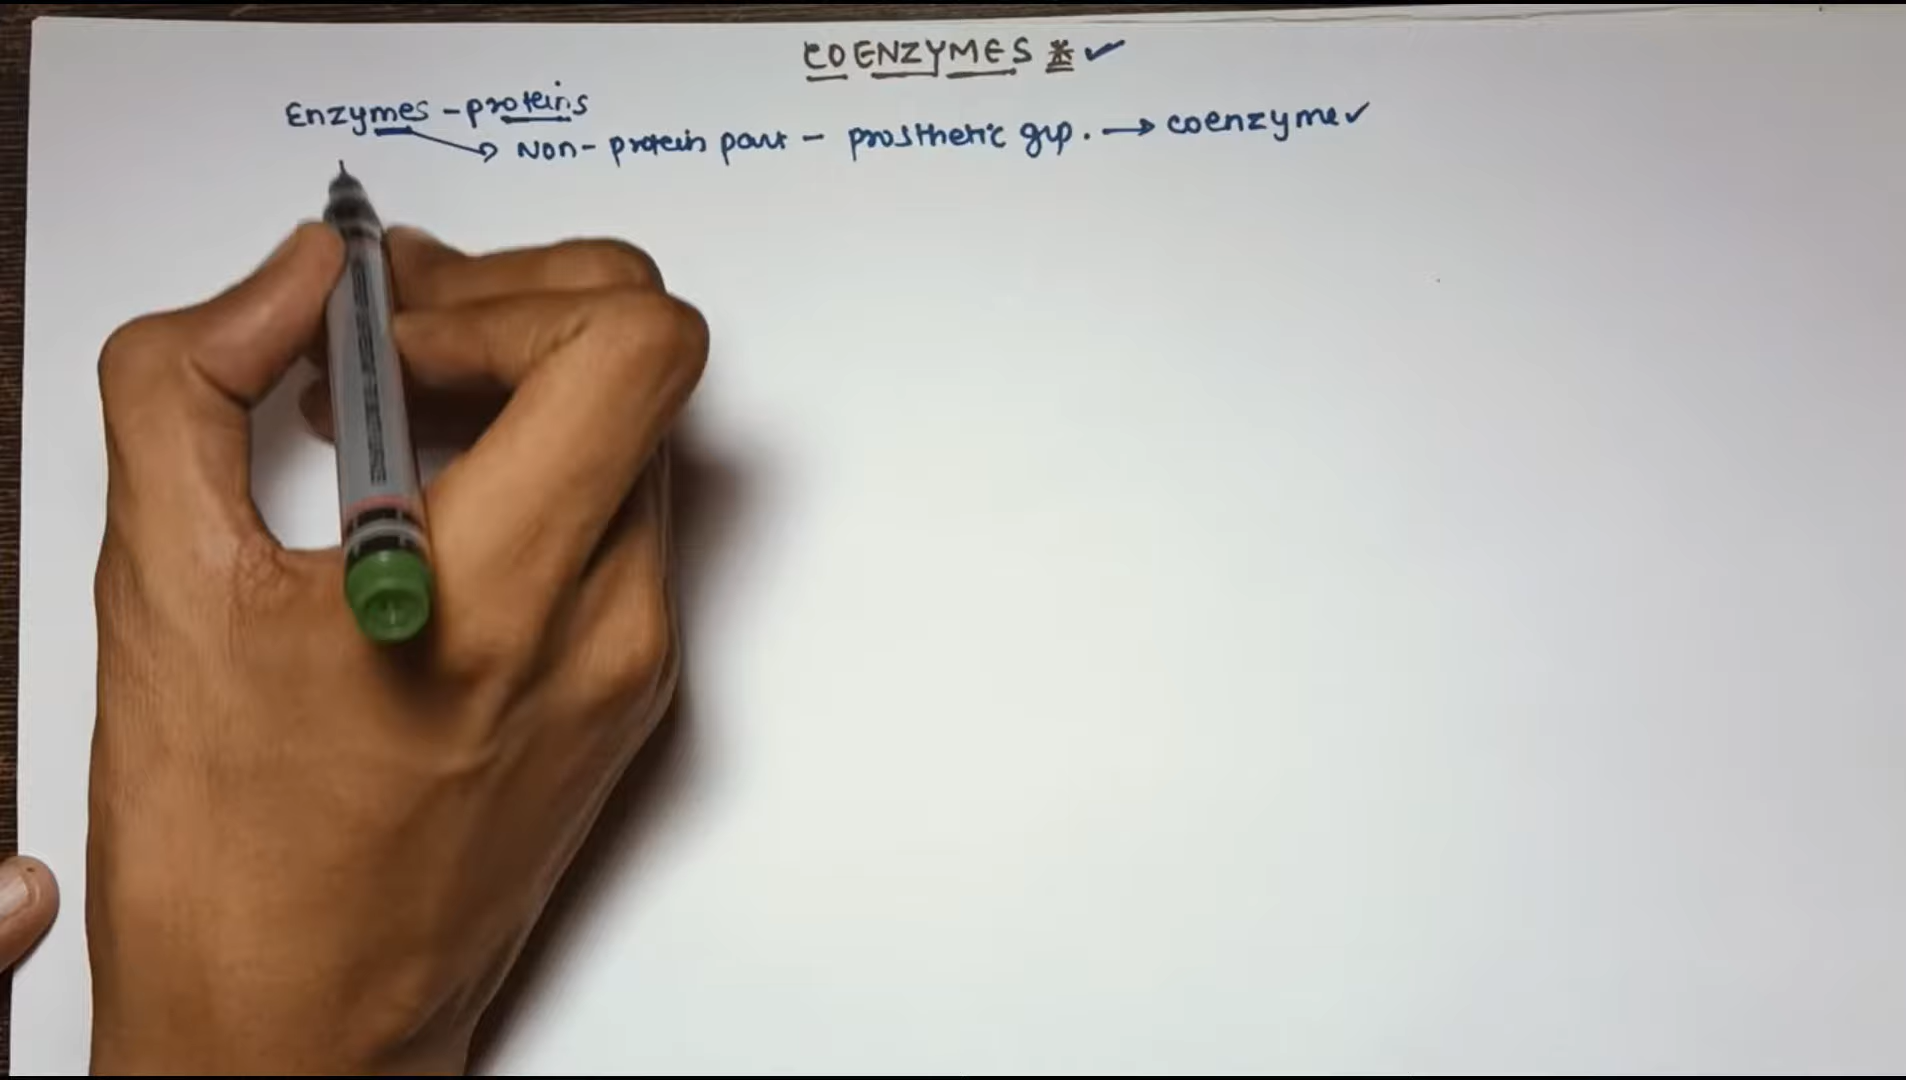 COENZYMES
Enzymes - proteins
Non-protein part - prosthetic grp. → coenzyme ✓